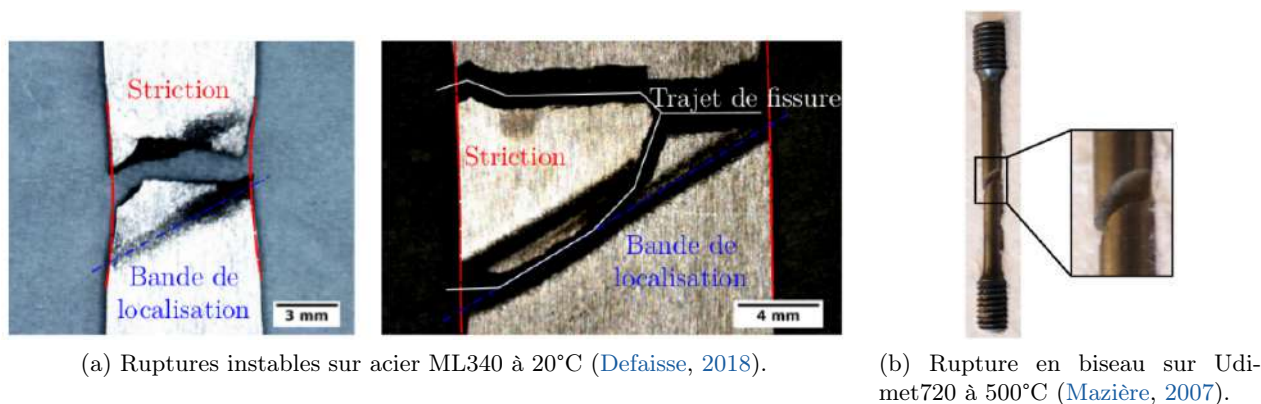 Striction
Bande de
localisation
3 mm
Trajet de fissure
Striction
Bande de
localisation
4 mm
(a) Ruptures instables sur acier ML340 à 20°C (Defaisse, 2018).
(b) Rupture en biseau sur Udi-
met720 à 500°C (Mazière, 2007).